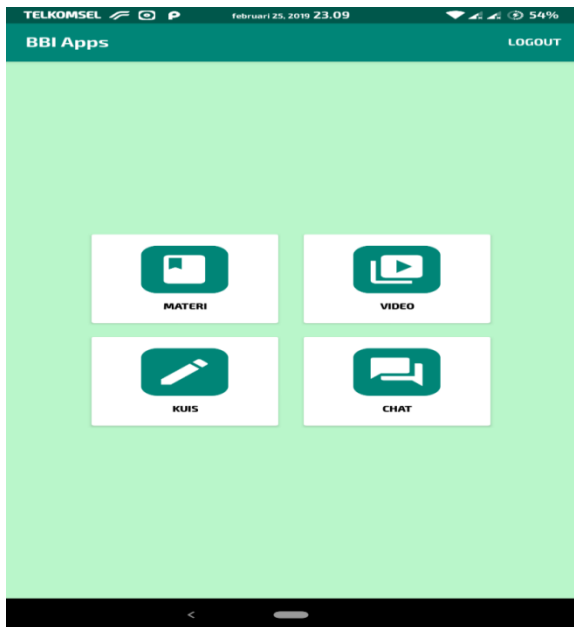 TELKOMSEL februari 25, 2019 23.09 54%
BBI Apps LOGOUT
MATERI VIDEO
KUIS CHAT